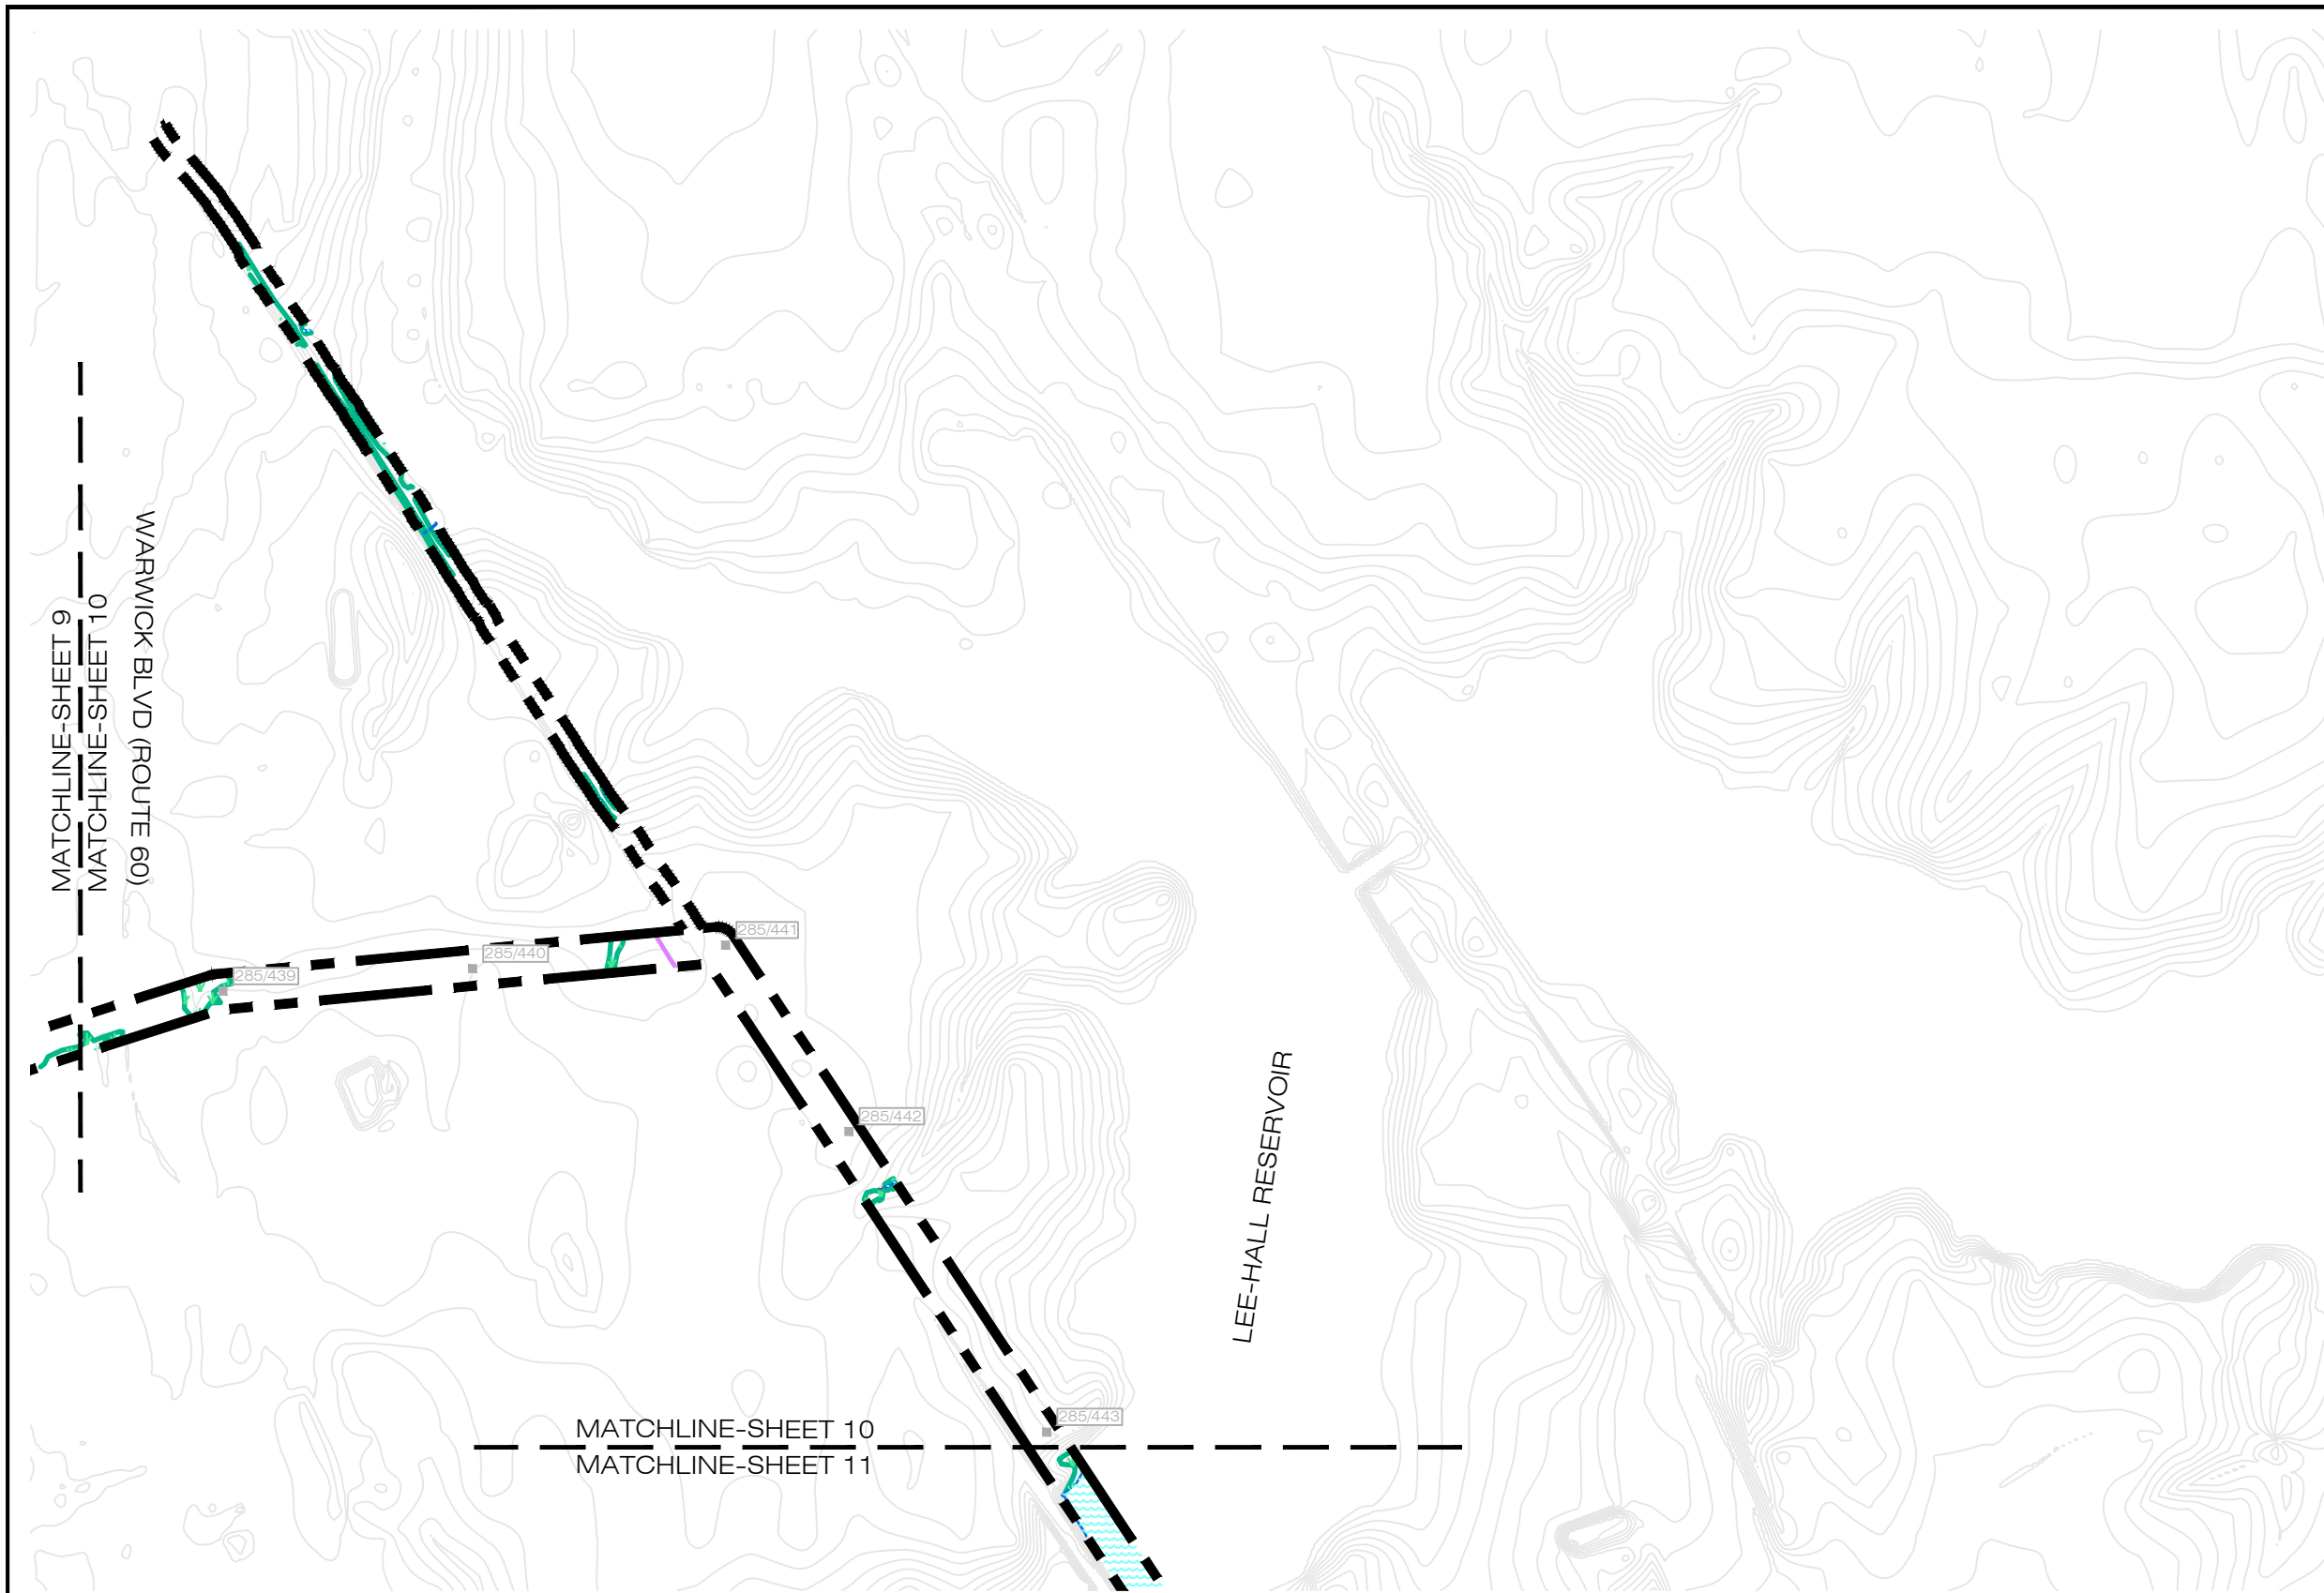 MATCHLINE-SHEET 9
MATCHLINE-SHEET 10
WARWICK BLVD (ROUTE 60)
285/441
285/440
285/439
285/442
LEE-HALL RESERVOIR
285/443
MATCHLINE-SHEET 10
MATCHLINE-SHEET 11